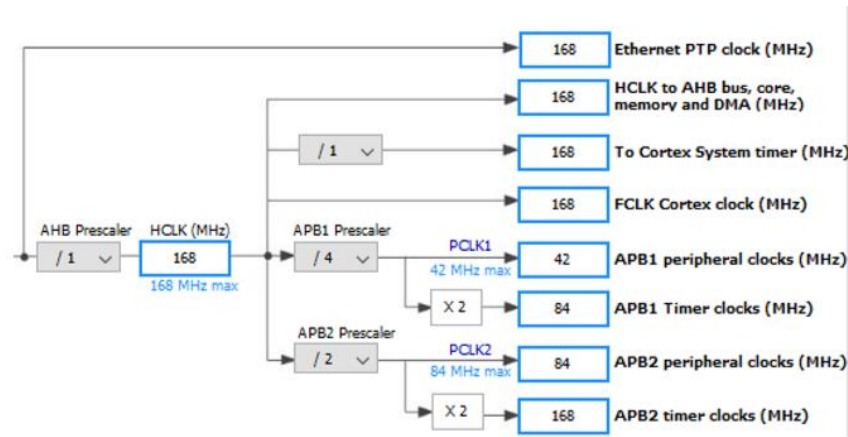 168 Ethernet PTP clock (MHz)
168 HCLK to AHB bus, core,
memory and DMA (MHz)
/ 1 168 To Cortex System timer (MHz)
168 FCLK Cortex clock (MHz)
AHB Prescaler HCLK (MHz) APB1 Prescaler
/ 1 168 / 4 PCLK1 42 APB1 peripheral clocks (MHz)
168 MHz max 42 MHz max
X 2 84 APB1 Timer clocks (MHz)
APB2 Prescaler
/ 2 PCLK2 84 APB2 peripheral clocks (MHz)
84 MHz max
X 2 168 APB2 timer clocks (MHz)